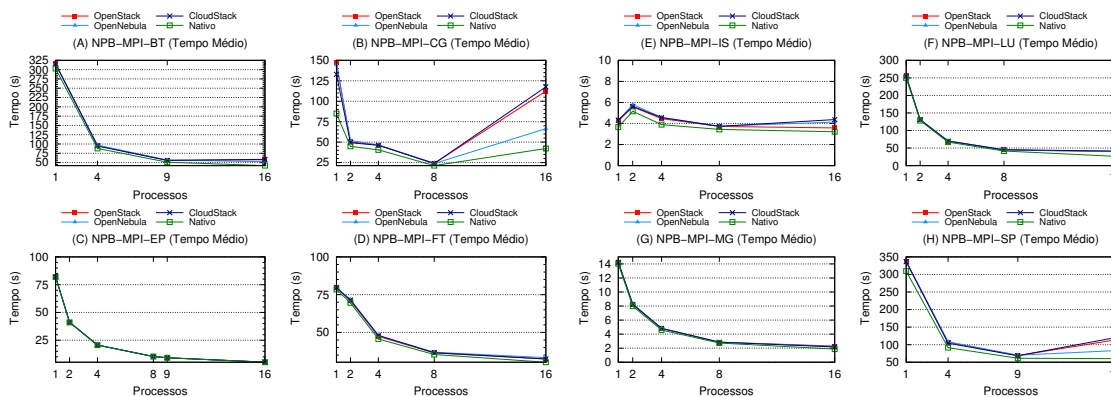 OpenStack
OpenNebula
CloudStack
Nativo
(A) NPB-MPI-BT (Tempo Médio)
Tempo (s)
325
300
275
250
225
200
175
150
125
100
75
50
1 4 9 16
Processos
OpenStack
OpenNebula
CloudStack
Nativo
(B) NPB-MPI-CG (Tempo Médio)
Tempo (s)
150
125
100
75
50
25
1 2 4 8 16
Processos
OpenStack
OpenNebula
CloudStack
Nativo
(E) NPB-MPI-IS (Tempo Médio)
Tempo (s)
10
8
6
4
2
0
1 2 4 8 16
Processos
OpenStack
OpenNebula
CloudStack
Nativo
(F) NPB-MPI-LU (Tempo Médio)
Tempo (s)
300
250
200
150
100
50
0
1 2 4 8
Processos
OpenStack
OpenNebula
CloudStack
Nativo
(C) NPB-MPI-EP (Tempo Médio)
Tempo (s)
100
75
50
25
1 2 4 8 9 16
Processos
OpenStack
OpenNebula
CloudStack
Nativo
(D) NPB-MPI-FT (Tempo Médio)
Tempo (s)
100
75
50
1 2 4 8 16
Processos
OpenStack
OpenNebula
CloudStack
Nativo
(G) NPB-MPI-MG (Tempo Médio)
Tempo (s)
14
12
10
8
6
4
2
0
1 2 4 8 16
Processos
OpenStack
OpenNebula
CloudStack
Nativo
(H) NPB-MPI-SP (Tempo Médio)
Tempo (s)
350
300
250
200
150
100
50
1 4 9
Processos